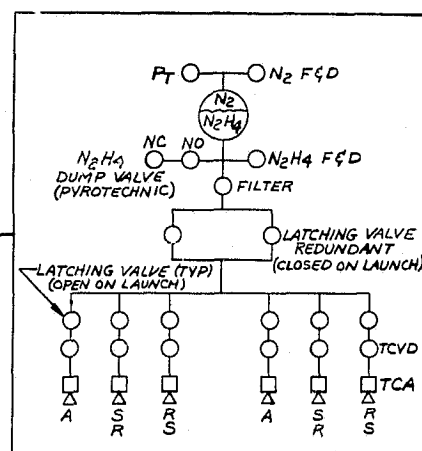 PT N2 F&D
N2
N2H4
NC NO
N2H4 N2H4 F&D
DUMP VALVE
(PYROTECHNIC)
FILTER
LATCHING VALVE
REDUNDANT
(CLOSED ON LAUNCH)
LATCHING VALVE (TYP)
(OPEN ON LAUNCH)
TCVD
TCA
A S R A S R
R S R S